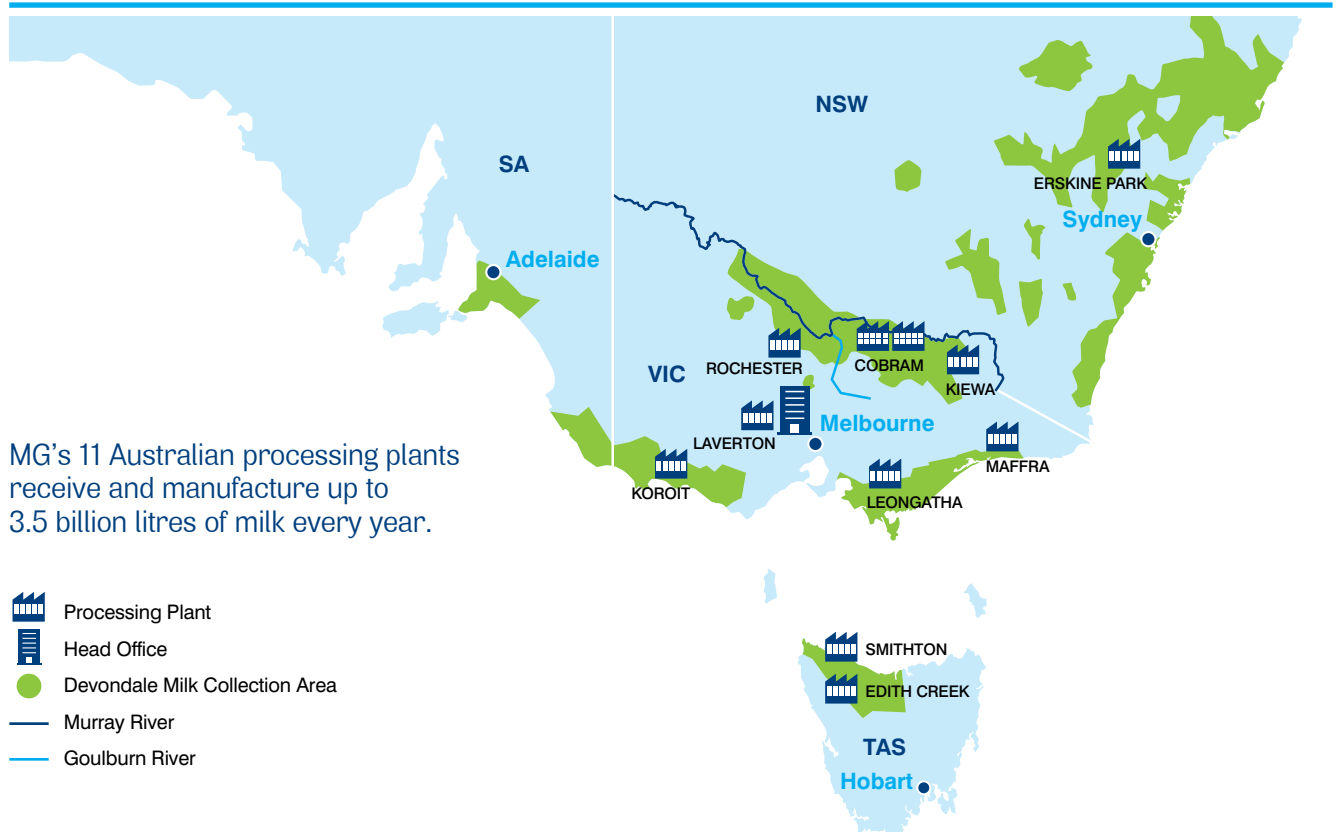 NSW
SA
ERSKINE PARK
Sydney
Adelaide
ROCHESTER
COBRAM
VIC
KIEWA
Melbourne
LAVERTON
MAFFRA
KOROIT
LEONGATHA
MG's 11 Australian processing plants
receive and manufacture up to
3.5 billion litres of milk every year.
Processing Plant
Head Office
Devondale Milk Collection Area
Murray River
Goulburn River
SMITHTON
EDITH CREEK
TAS
Hobart